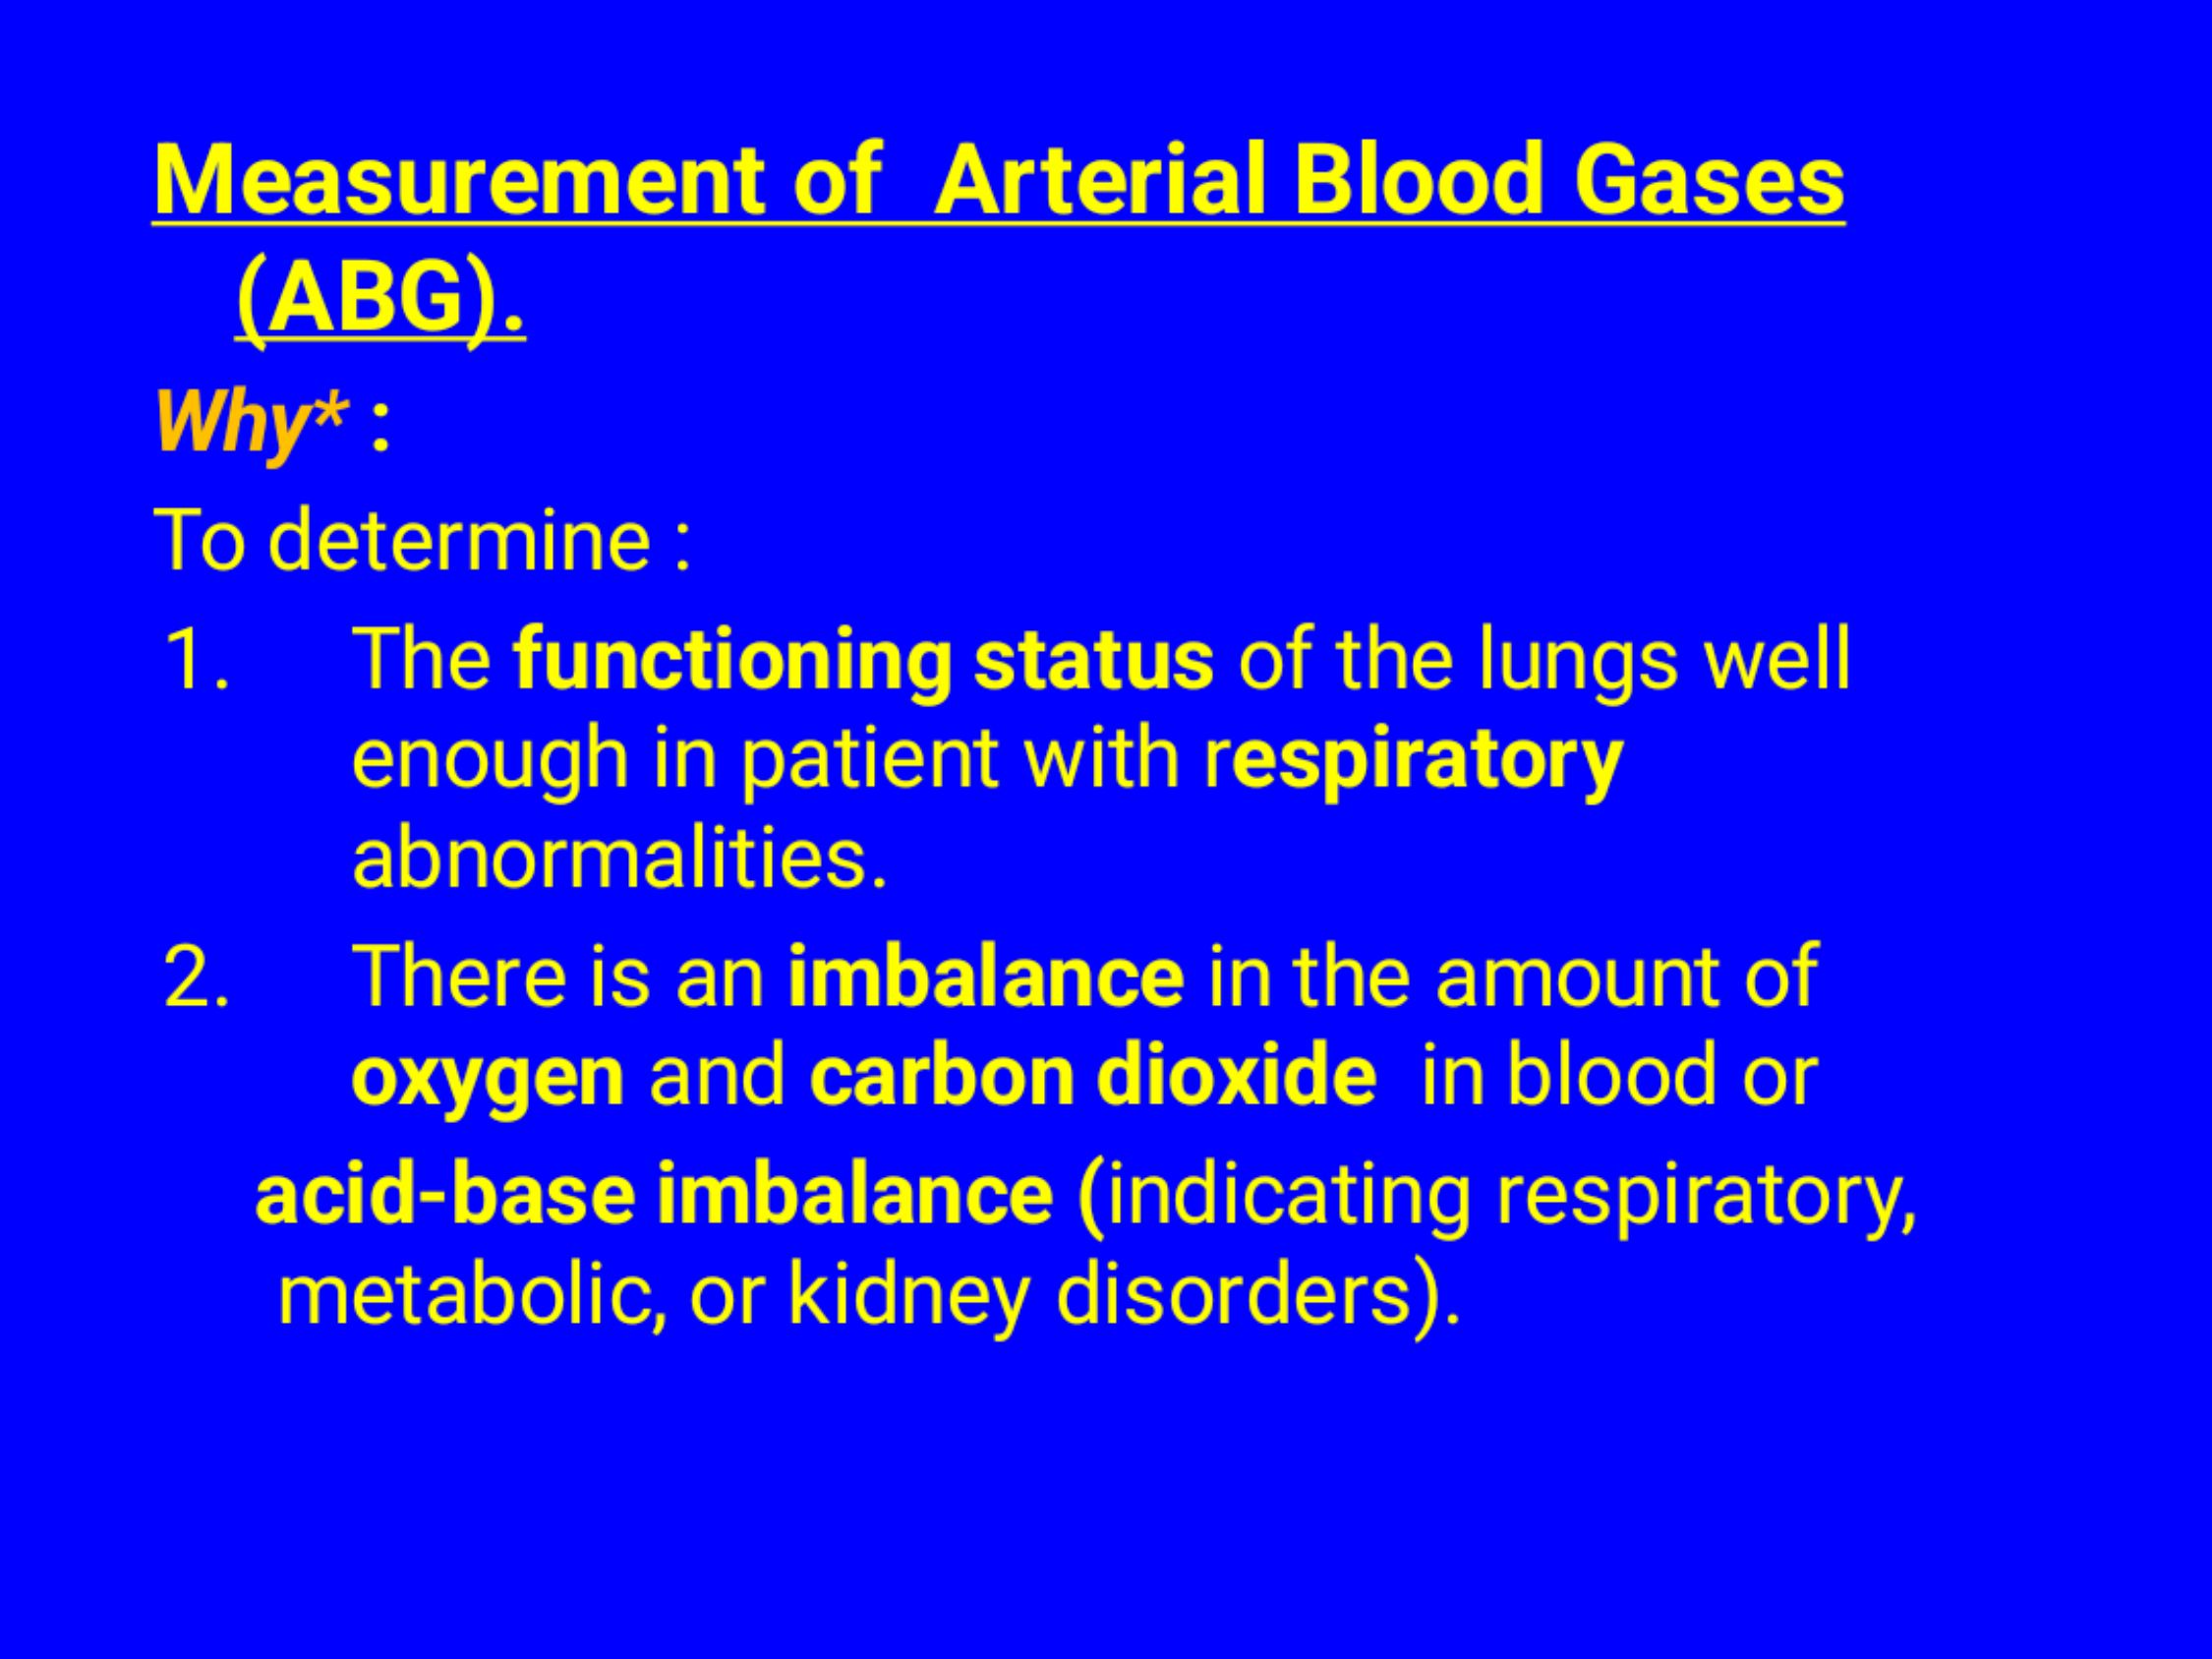 Measurement of  Arterial Blood Gases
(ABG).
Why* :
To determine :
1. The functioning status of the lungs well
enough in patient with respiratory
abnormalities.
2. There is an imbalance in the amount of
oxygen and carbon dioxide  in blood or
acid-base imbalance (indicating respiratory,
metabolic, or kidney disorders).